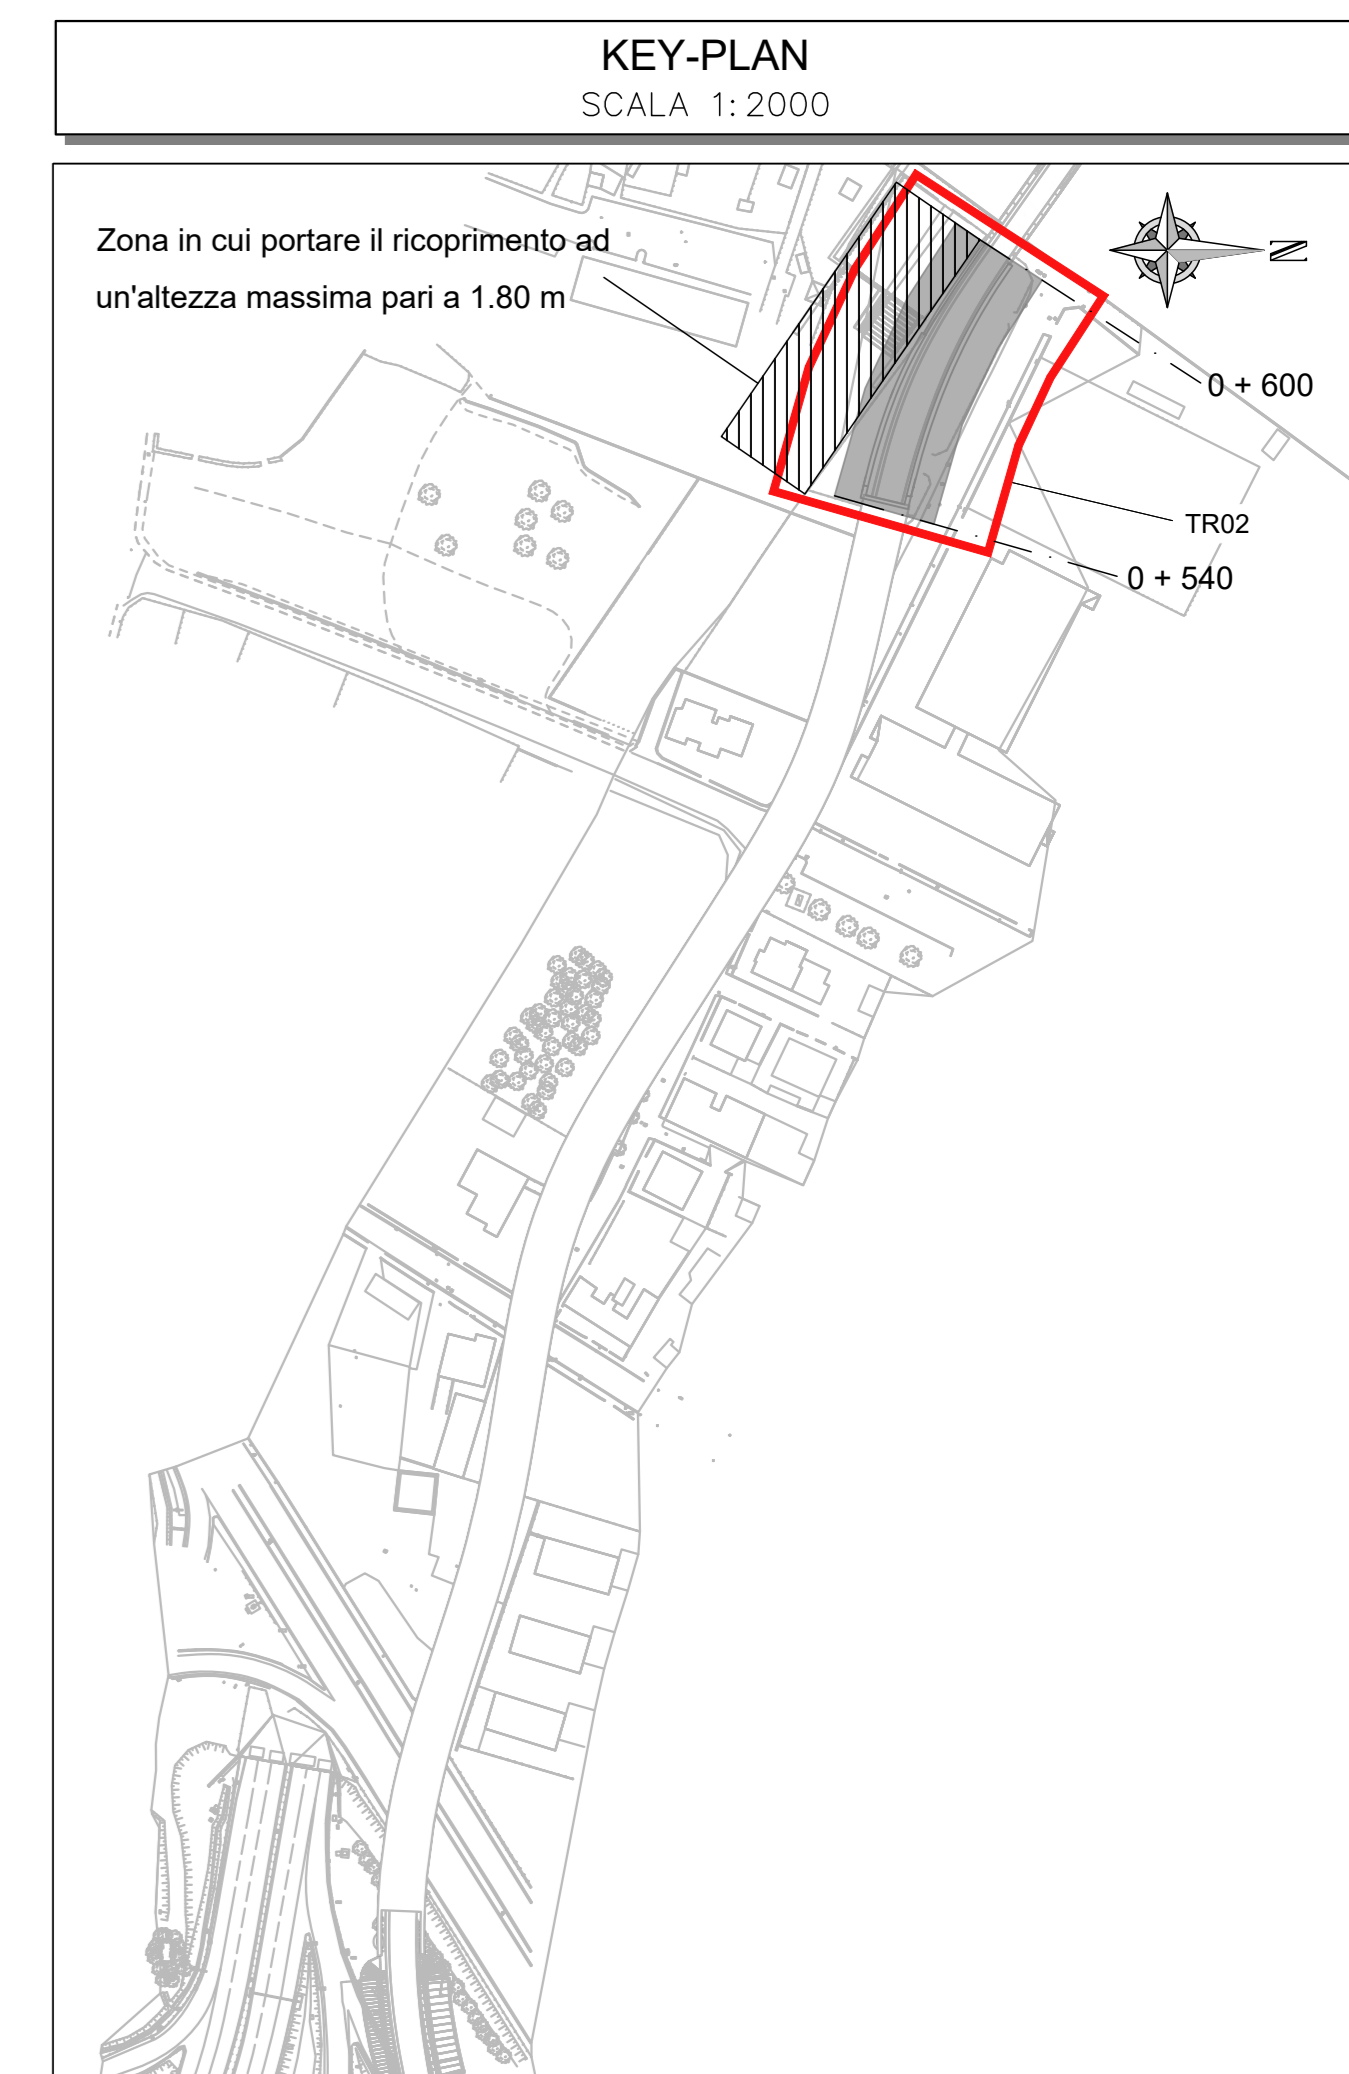 KEY-PLAN
SCALA 1:2000
Zona in cui portare il ricoprimento ad
un'altezza massima pari a 1.80 m
N
0 + 600
TR02
0 + 540